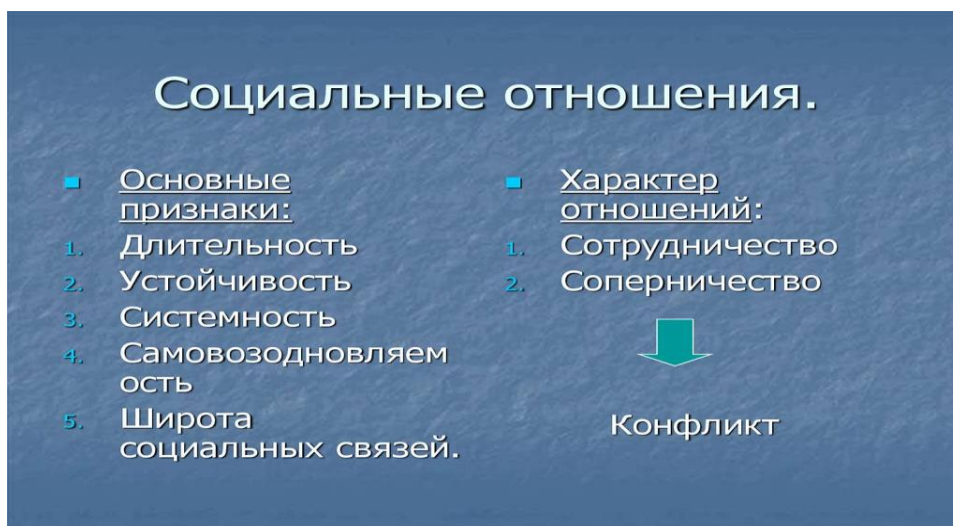 Социальные отношения.
Основные
признаки:
1. Длительность
2. Устойчивость
3. Системность
4. Самовозодновляем
ость
5. Широта
социальных связей.
Характер
отношений:
1. Сотрудничество
2. Соперничество
Конфликт